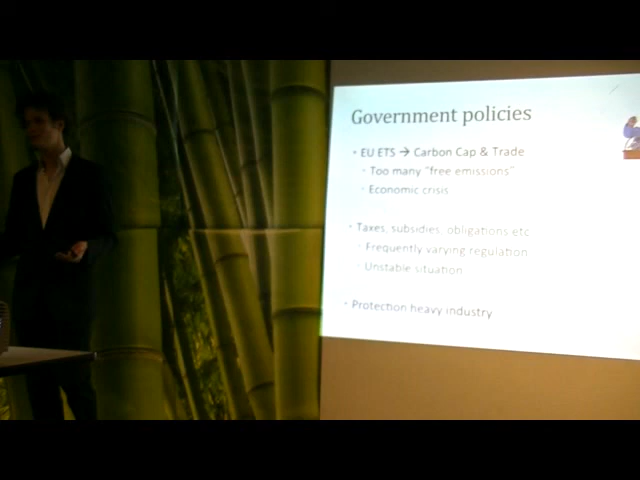 Government policies
• EU ETS → Carbon Cap & Trade
• Too many "free emissions"
• Economic crisis
• Taxes, subsidies, obligations etc
• Frequently varying regulation
• Unstable situation
• Protection heavy industry